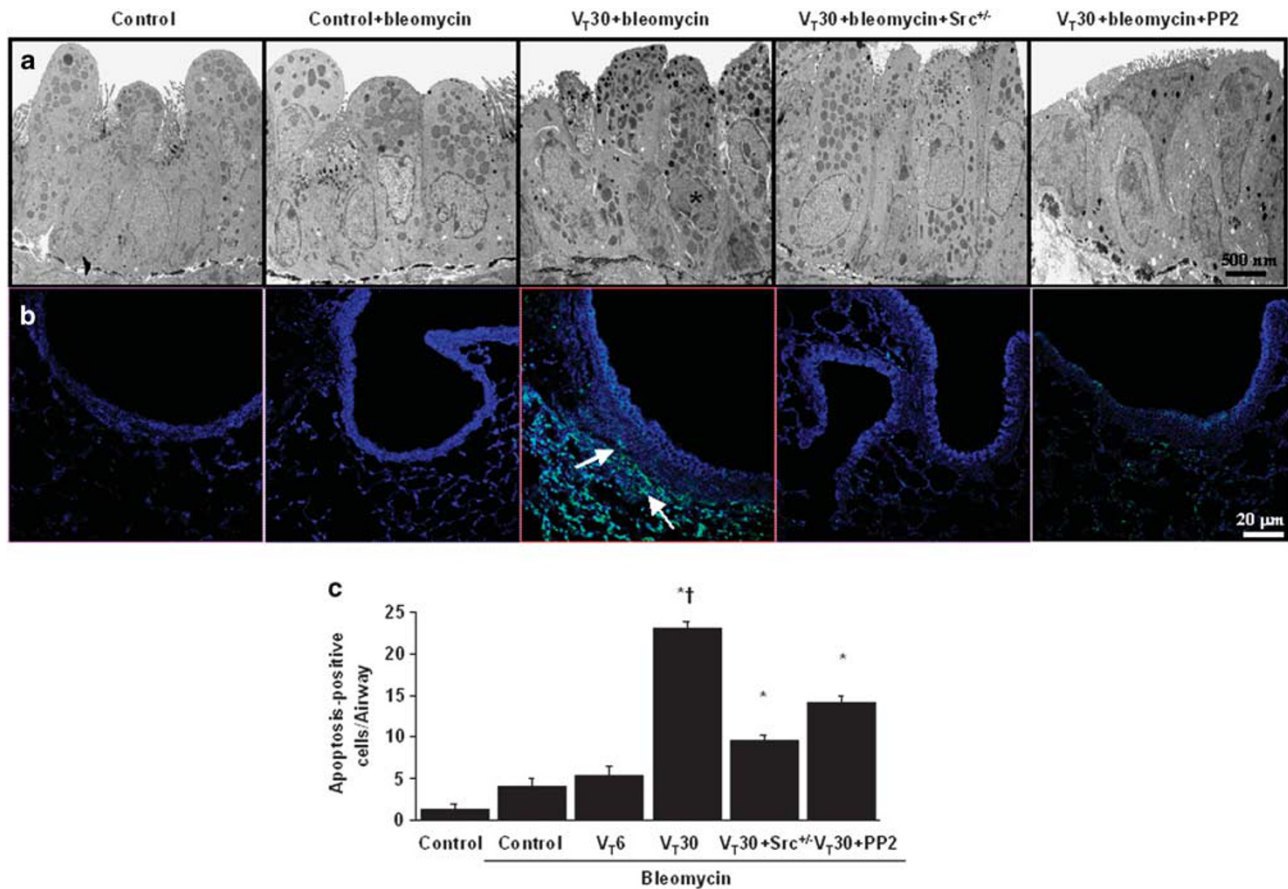 Control Control+bleomycin VT30+bleomycin VT30+bleomycin+Src+/- VT30+bleomycin+PP2
a
*
500 nm
b
20 µm
c
*†
*
*
Apoptosis-positive
cells/Airway
25
20
15
10
5
0
Control Control VT6 VT30 VT30+Src+/- VT30+PP2
Bleomycin